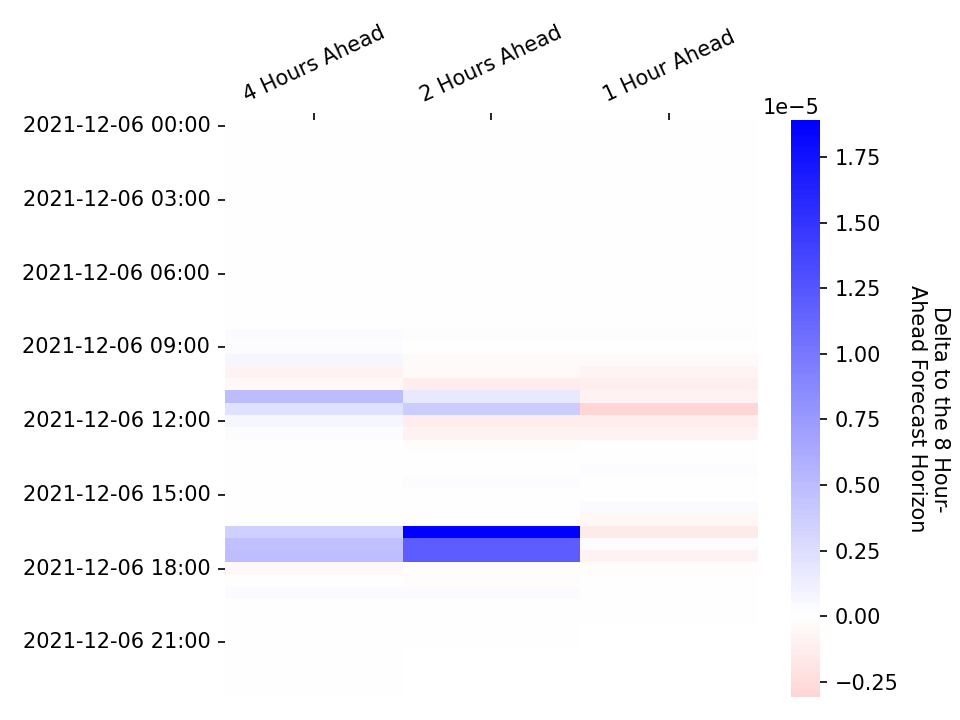 4 Hours Ahead
2 Hours Ahead
1 Hour Ahead
1e−5
2021-12-06 00:00
2021-12-06 03:00
2021-12-06 06:00
2021-12-06 09:00
2021-12-06 12:00
2021-12-06 15:00
2021-12-06 18:00
2021-12-06 21:00
1.75
1.50
1.25
1.00
0.75
0.50
0.25
0.00
−0.25
Delta to the 8 Hour-
Ahead Forecast Horizon